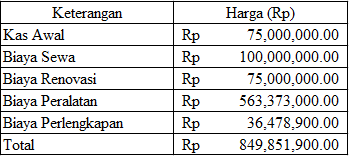 Keterangan Harga (Rp)
Kas Awal Rp 75,000,000.00
Biaya Sewa Rp 100,000,000.00
Biaya Renovasi Rp 75,000,000.00
Biaya Peralatan Rp 563,373,000.00
Biaya Perlengkapan Rp 36,478,900.00
Total Rp 849,851,900.00